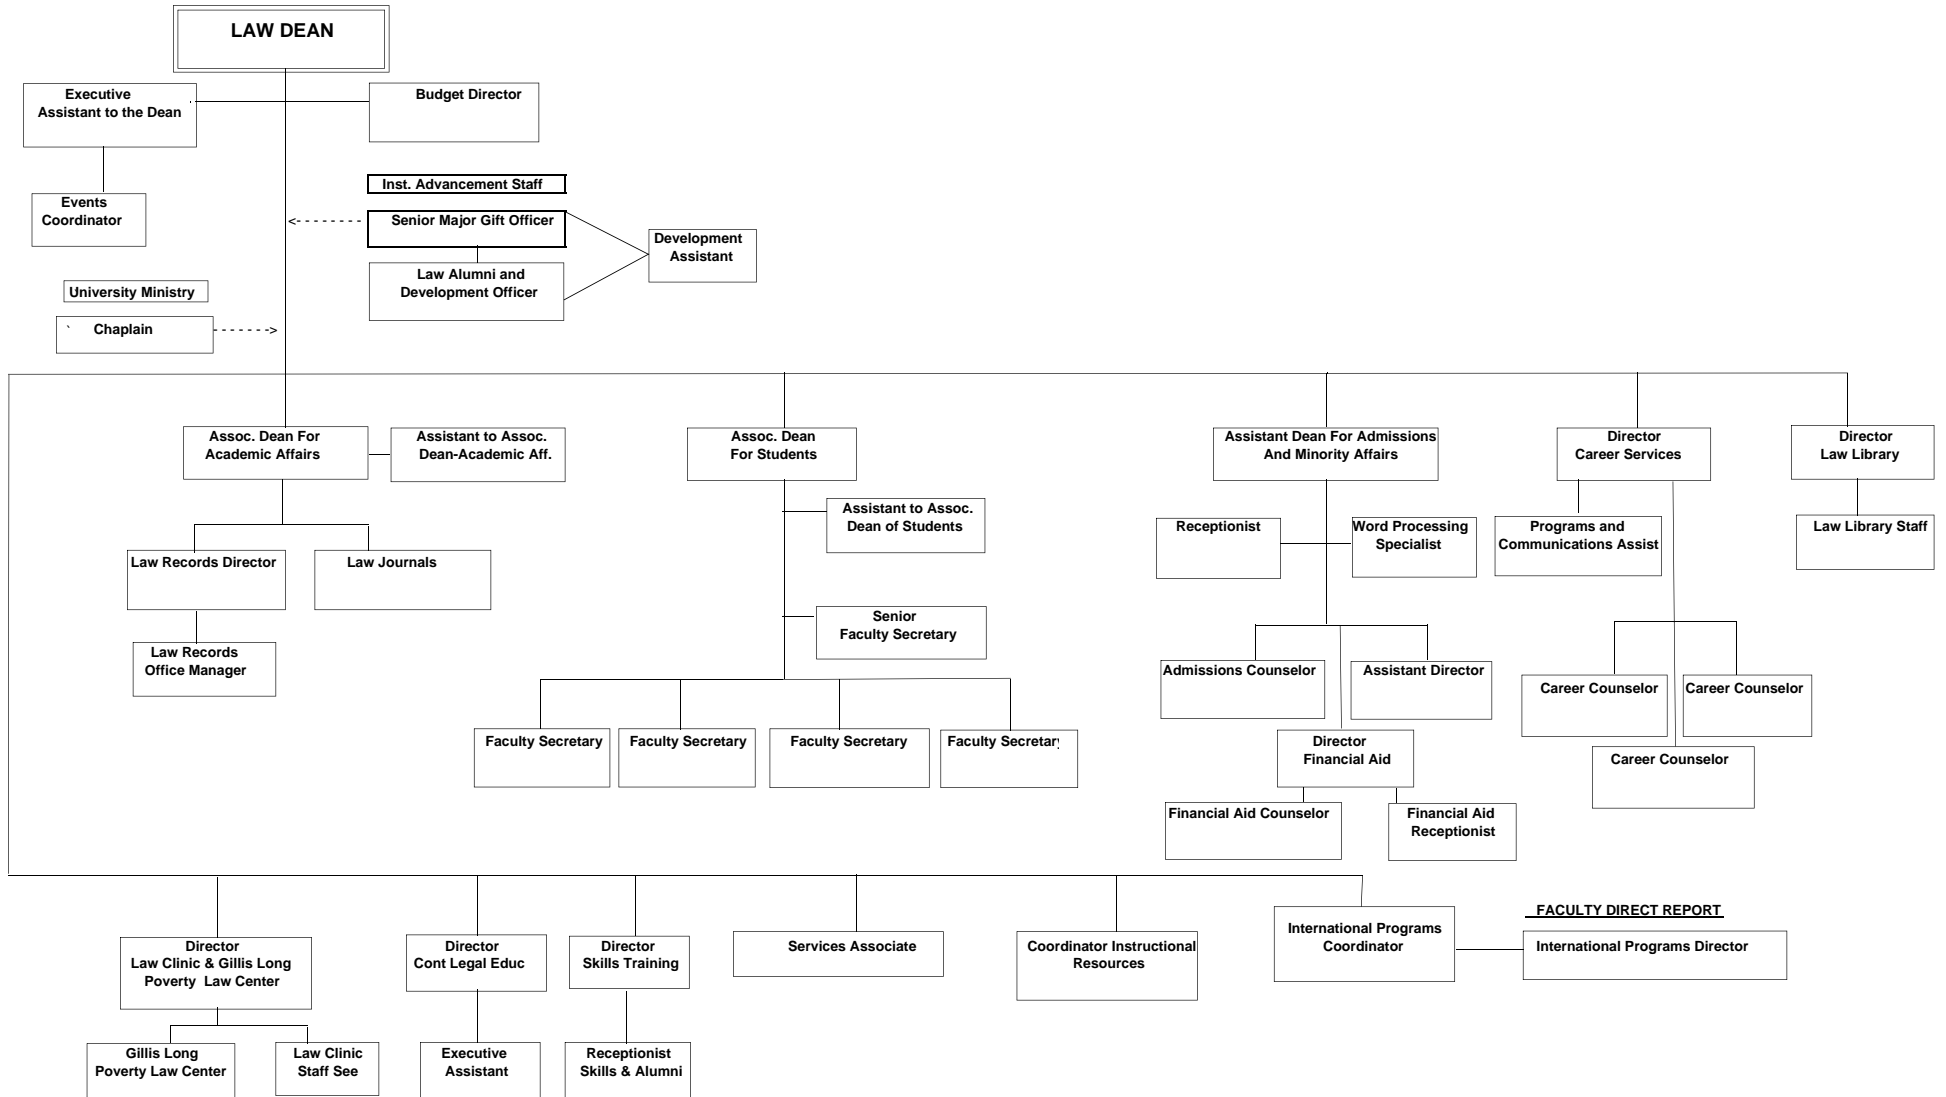 LAW DEAN
Executive
Assistant to the Dean
Budget Director
Inst. Advancement Staff
Events
Coordinator
Senior Major Gift Officer
Development
Assistant
Law Alumni and
Development Officer
University Ministry
Chaplain
Assoc. Dean For
Academic Affairs
Assistant to Assoc.
Dean-Academic Aff.
Assoc. Dean
For Students
Assistant Dean For Admissions
And Minority Affairs
Director
Career Services
Director
Law Library
Assistant to Assoc.
Dean of Students
Receptionist
Word Processing
Specialist
Programs and
Communications Assist
Law Library Staff
Law Records Director
Law Journals
Senior
Faculty Secretary
Law Records
Office Manager
Admissions Counselor
Assistant Director
Career Counselor
Career Counselor
Faculty Secretary
Faculty Secretary
Faculty Secretary
Faculty Secretary
Director
Financial Aid
Career Counselor
Financial Aid Counselor
Financial Aid
Receptionist
FACULTY DIRECT REPORT
Director
Law Clinic & Gillis Long
Poverty Law Center
Director
Cont Legal Educ
Director
Skills Training
Services Associate
Coordinator Instructional
Resources
International Programs
Coordinator
International Programs Director
Gillis Long
Poverty Law Center
Law Clinic
Staff See
Executive
Assistant
Receptionist
Skills & Alumni